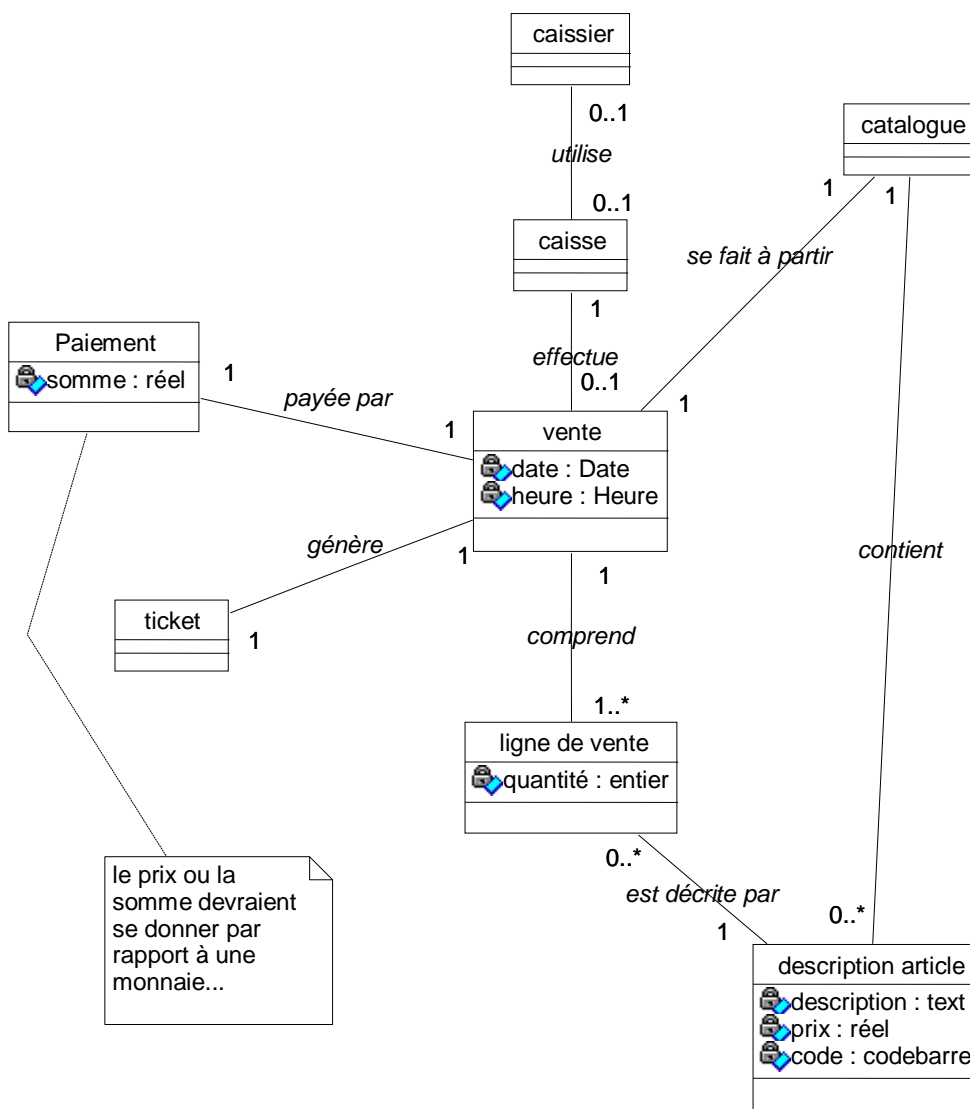 caissier
0..1
utilise
0..1
caisse
1
effectue
0..1
catalogue
1
1
se fait à partir
1
Paiement
somme : réel
1
payée par
1
vente
date : Date
heure : Heure
génère
1
1
ticket
1
comprend
1..*
contient
ligne de vente
quantité : entier
0..*
est décrite par
1
0..*
le prix ou la
somme devraient
se donner par
rapport à une
monnaie...
description article
description : text
prix : réel
code : codebarre